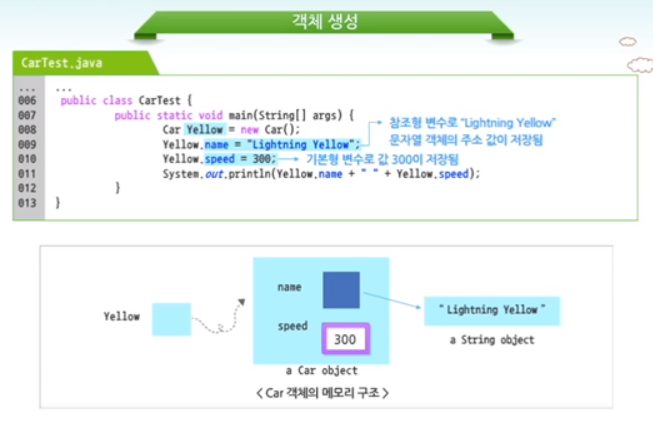 객체 생성
CarTest.java
... ...
006 public class CarTest {
007 public static void main(String[] args) {
008 Car Yellow = new Car();
009 Yellow.name = "Lightning Yellow";
010 Yellow.speed = 300;
011 System.out.println(Yellow.name + " " + Yellow.speed);
012 }
013 }
참조형 변수로 "Lightning Yellow"
문자열 객체의 주소 값이 저장됨
기본형 변수로 값 300이 저장됨
Yellow
name
speed
300
"Lightning Yellow"
a Car object
a String object
< Car 객체의 메모리 구조 >